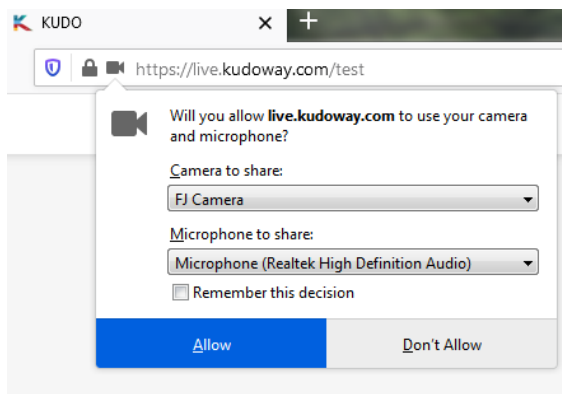 KUDO
https://live.kudoway.com/test
Will you allow live.kudoway.com to use your camera
and microphone?
Camera to share:
FJ Camera
Microphone to share:
Microphone (Realtek High Definition Audio)
Remember this decision
Allow
Don't Allow